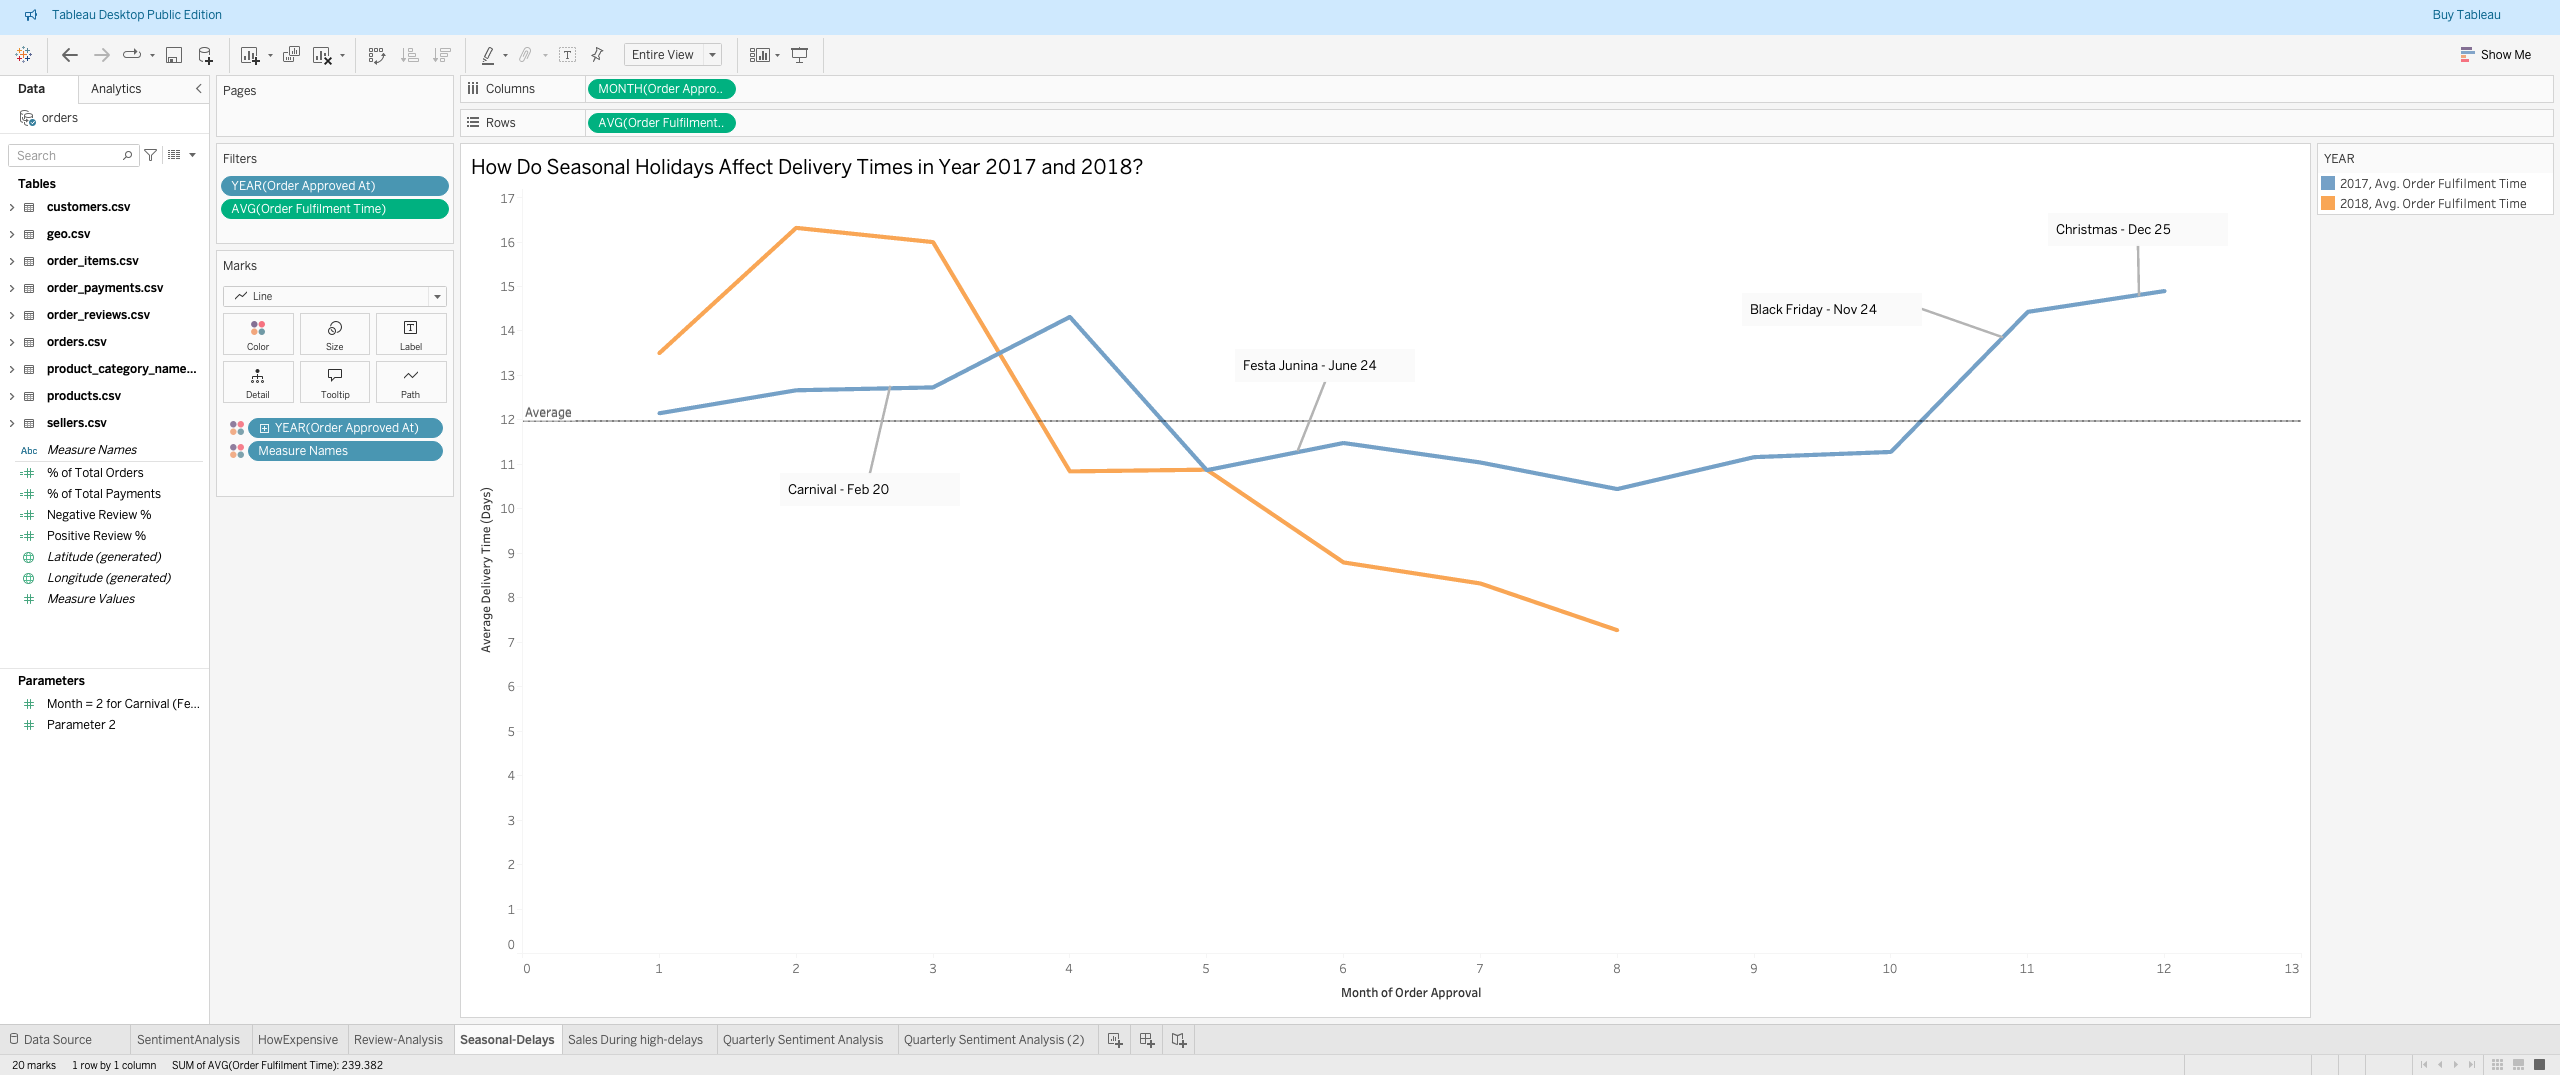 Tableau Desktop Public Edition
Buy Tableau
Entire View
Show Me
Data
Analytics
orders
Search
Tables
customers.csv
geo.csv
order_items.csv
order_payments.csv
order_reviews.csv
orders.csv
product_category_name...
products.csv
sellers.csv
Abc Measure Names
% of Total Orders
% of Total Payments
Negative Review %
Positive Review %
Latitude (generated)
Longitude (generated)
Measure Values
Parameters
Month = 2 for Carnival (Fe...
Parameter 2
Pages
Filters
YEAR(Order Approved At)
AVG(Order Fulfilment Time)
Marks
Line
Color
Size
Label
Detail
Tooltip
Path
YEAR(Order Approved At)
Measure Names
Columns
MONTH(Order Appro..
Rows
AVG(Order Fulfilment..
How Do Seasonal Holidays Affect Delivery Times in Year 2017 and 2018?
17
16
15
14
13
12
11
10
9
8
7
6
5
4
3
2
1
0
Average Delivery Time (Days)
Average
Carnival - Feb 20
Festa Junina - June 24
Black Friday - Nov 24
Christmas - Dec 25
0 1 2 3 4 5 6 7 8 9 10 11 12 13
Month of Order Approval
YEAR
2017, Avg. Order Fulfilment Time
2018, Avg. Order Fulfilment Time
Data Source
SentimentAnalysis
HowExpensive
Review-Analysis
Seasonal-Delays
Sales During high-delays
Quarterly Sentiment Analysis
Quarterly Sentiment Analysis (2)
20 marks
1 row by 1 column
SUM of AVG(Order Fulfilment Time): 239.382